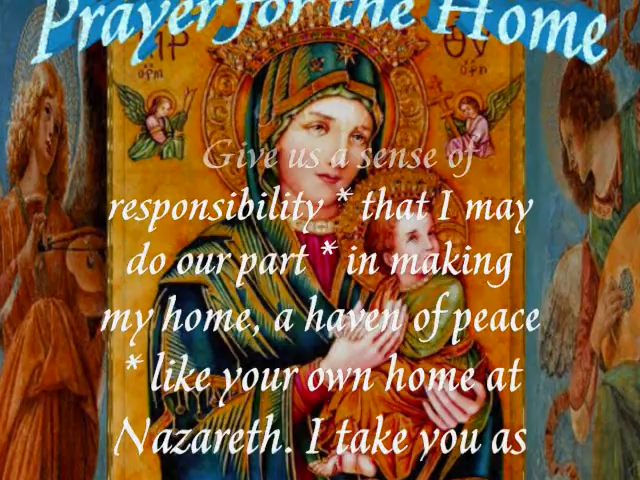 Prayer for the Home
Give us a sense of
responsibility * that I may
do our part * in making
my home, a haven of peace
* like your own home at
Nazareth. I take you as